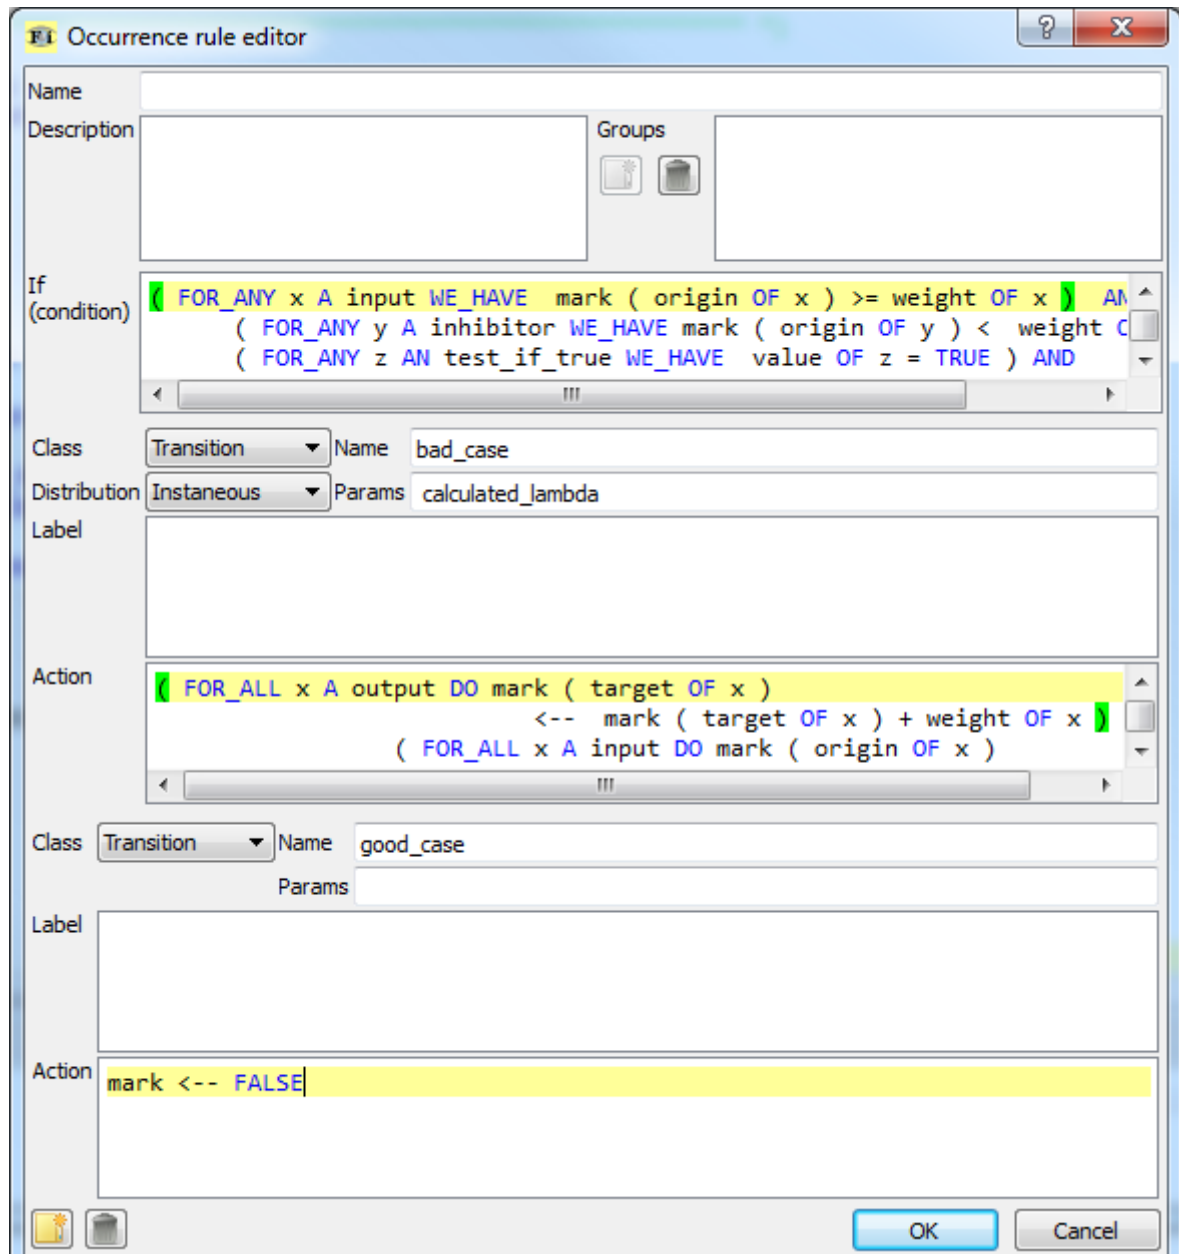 Occurrence rule editor
Name
Description Groups
If
(condition)
( FOR_ANY x A input WE_HAVE mark ( origin OF x ) >= weight OF x ) AN
( FOR_ANY y A inhibitor WE_HAVE mark ( origin OF y ) < weight O
( FOR_ANY z AN test_if_true WE_HAVE value OF z = TRUE ) AND
Class Transition Name bad_case
Distribution Instaneous Params calculated_lambda
Label
Action
( FOR_ALL x A output DO mark ( target OF x )
<-- mark ( target OF x ) + weight OF x )
( FOR_ALL x A input DO mark ( origin OF x )
Class Transition Name good_case
Params
Label
Action
mark <-- FALSE
OK Cancel